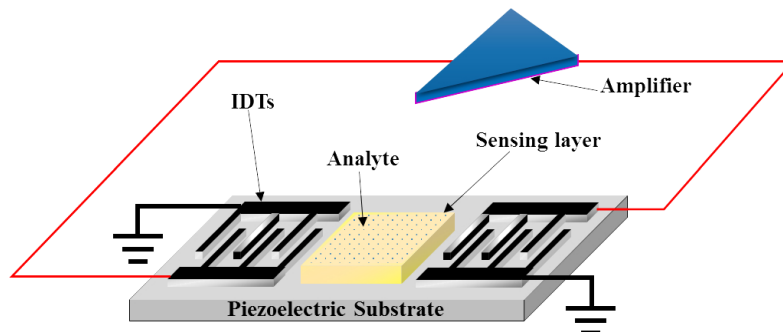 Amplifier
IDTs
Sensing layer
Analyte
Piezoelectric Substrate